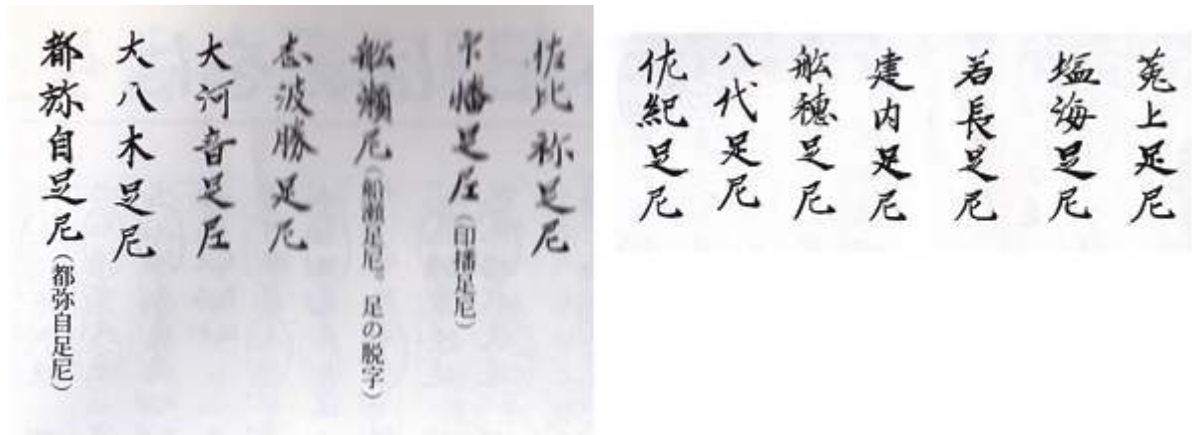 佐比祢足尼
卞幡足尼（印播足尼）
舩瀬尼（船瀬足尼。足の脱字）
志波勝足尼
大河音足尼
大八木足尼
都祢自足尼（都弥自足尼）
菟上足尼
塩海足尼
若長足尼
建内足尼
舩穂足尼
八代足尼
紀足尼